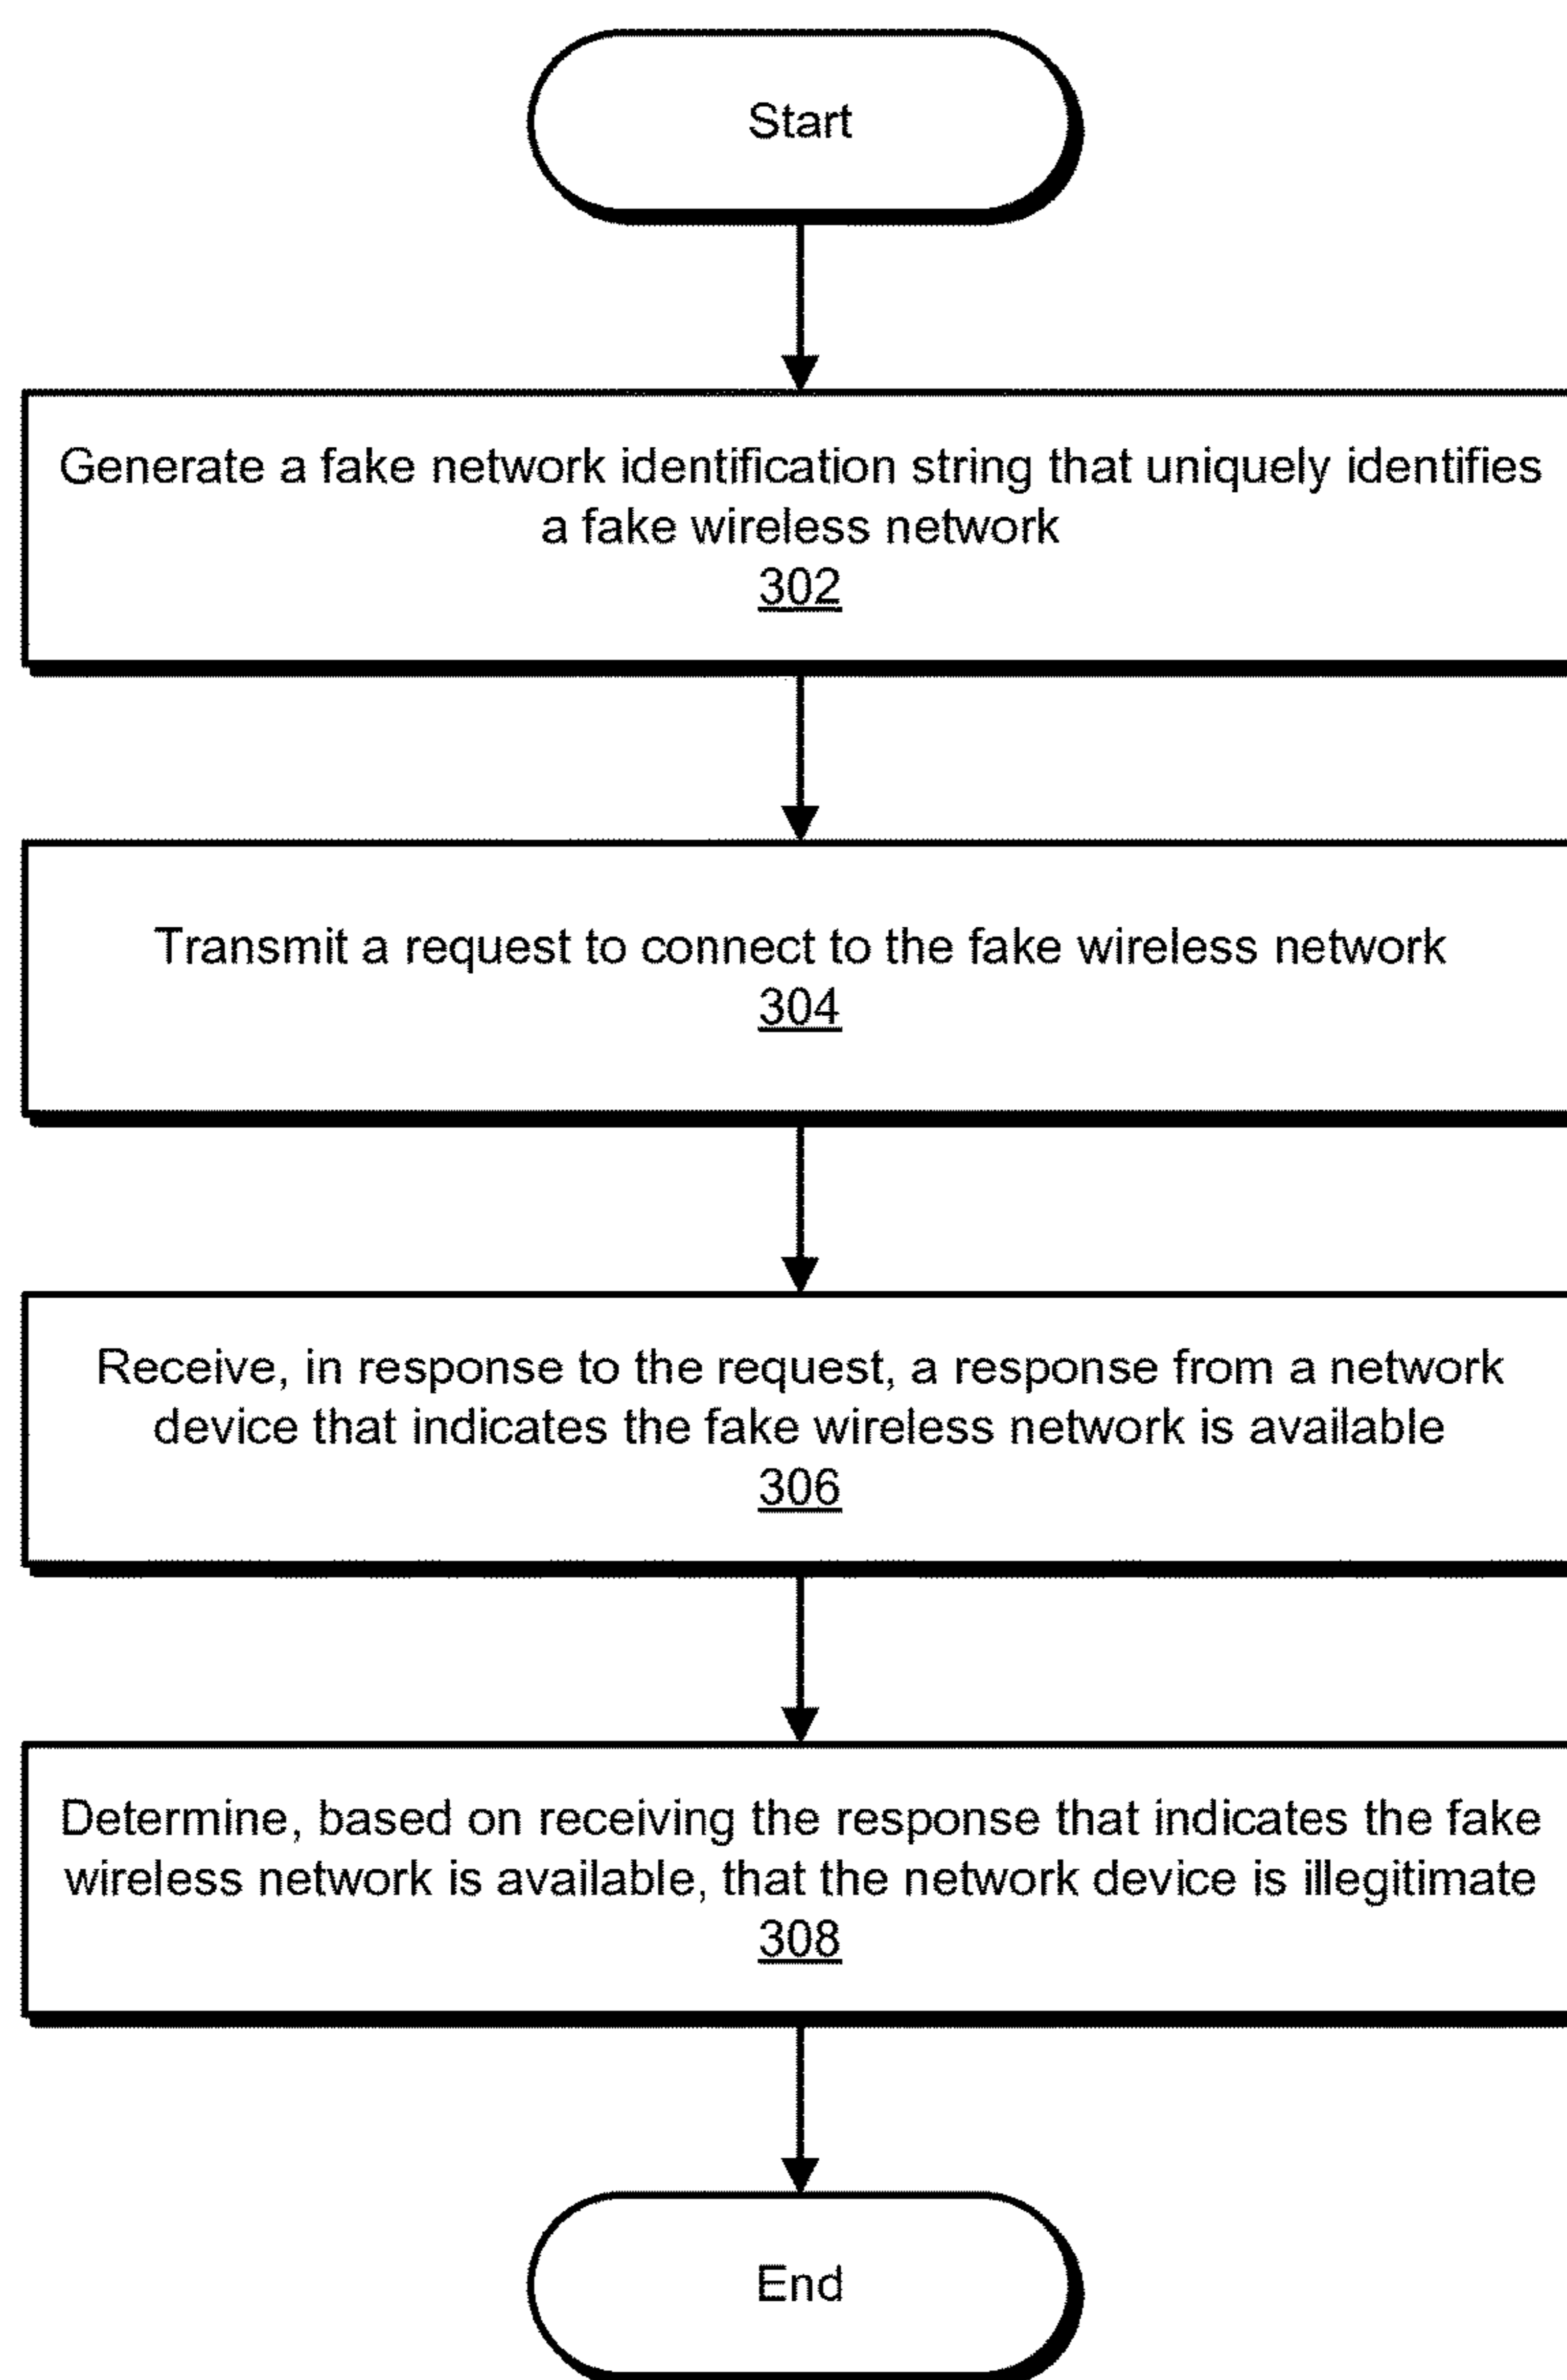 Start
Generate a fake network identification string that uniquely identifies
a fake wireless network
302
Transmit a request to connect to the fake wireless network
304
Receive, in response to the request, a response from a network
device that indicates the fake wireless network is available
306
Determine, based on receiving the response that indicates the fake
wireless network is available, that the network device is illegitimate
308
End